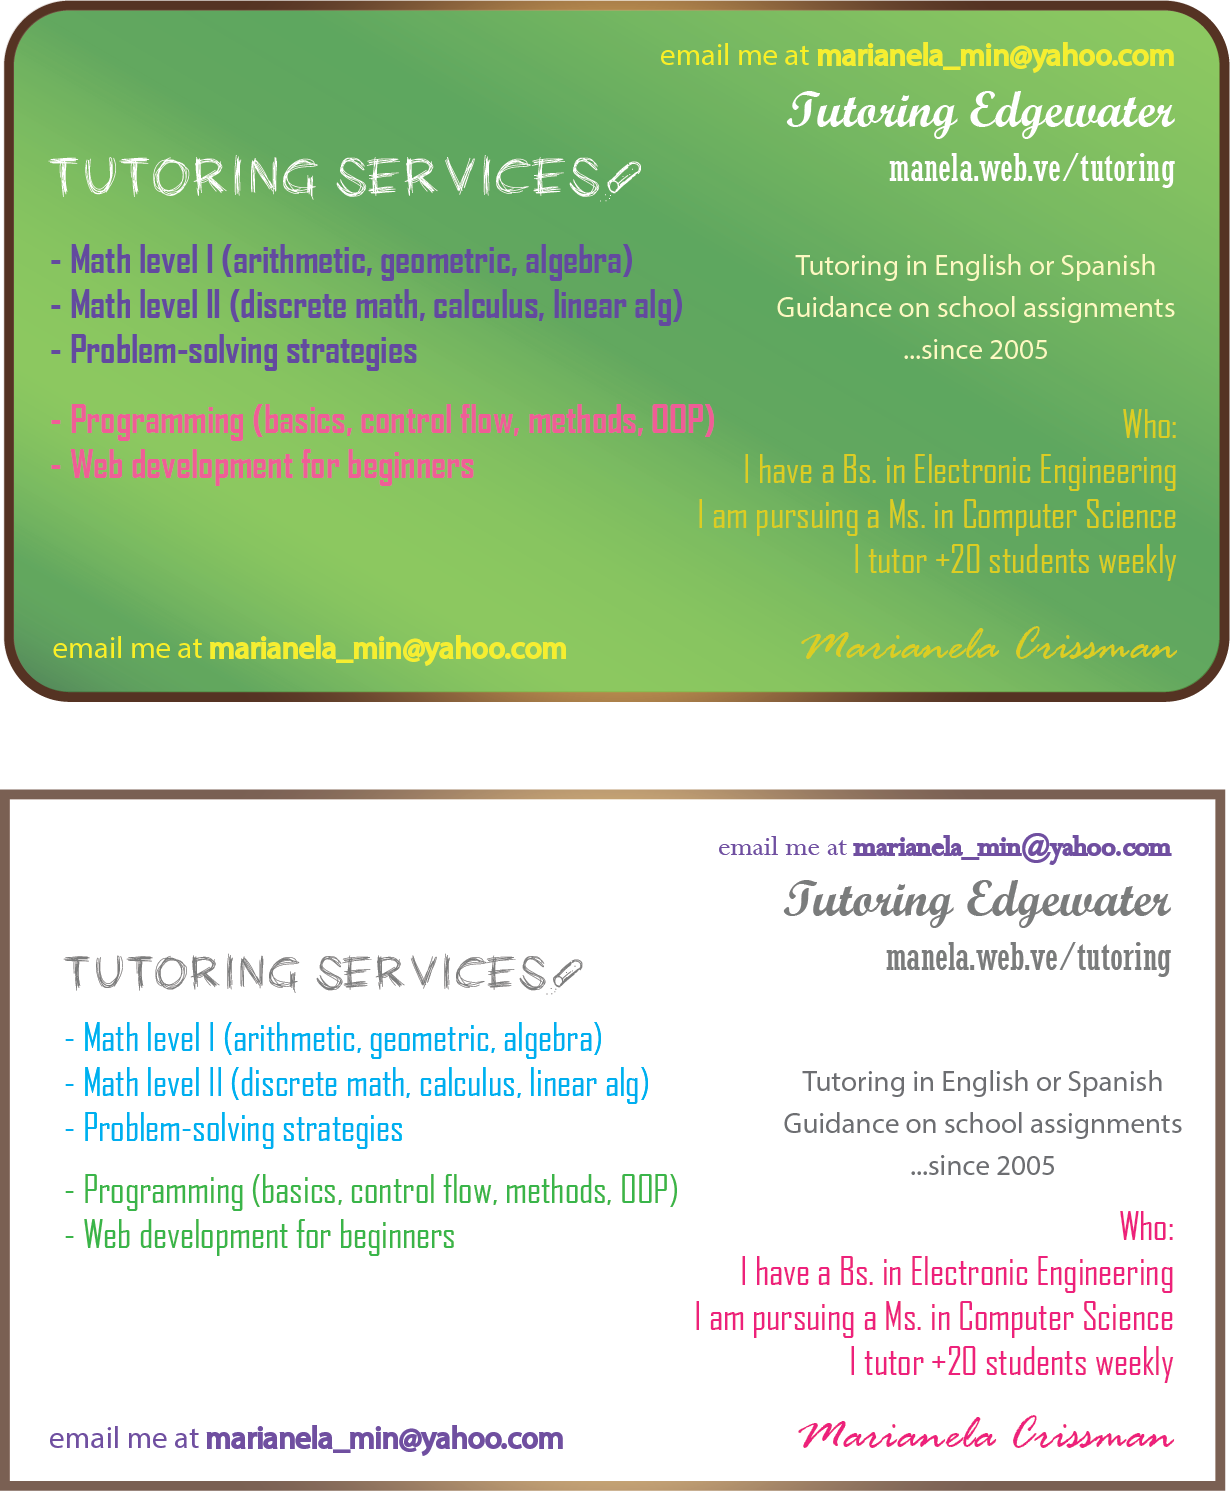 email me at marianela_min@yahoo.com
Tutoring Edgewater
manela.web.ve/tutoring
TUTORING SERVICES
- Math level I (arithmetic, geometric, algebra)
- Math level II (discrete math, calculus, linear alg)
- Problem-solving strategies
- Programming (basics, control flow, methods, OOP)
- Web development for beginners
Tutoring in English or Spanish
Guidance on school assignments
...since 2005
Who:
I have a Bs. in Electronic Engineering
I am pursuing a Ms. in Computer Science
I tutor +20 students weekly
email me at marianela_min@yahoo.com
Marianela Crissman
email me at marianela_min@yahoo.com
Tutoring Edgewater
manela.web.ve/tutoring
TUTORING SERVICES
- Math level I (arithmetic, geometric, algebra)
- Math level II (discrete math, calculus, linear alg)
- Problem-solving strategies
- Programming (basics, control flow, methods, OOP)
- Web development for beginners
Tutoring in English or Spanish
Guidance on school assignments
...since 2005
Who:
I have a Bs. in Electronic Engineering
I am pursuing a Ms. in Computer Science
I tutor +20 students weekly
email me at marianela_min@yahoo.com
Marianela Crissman